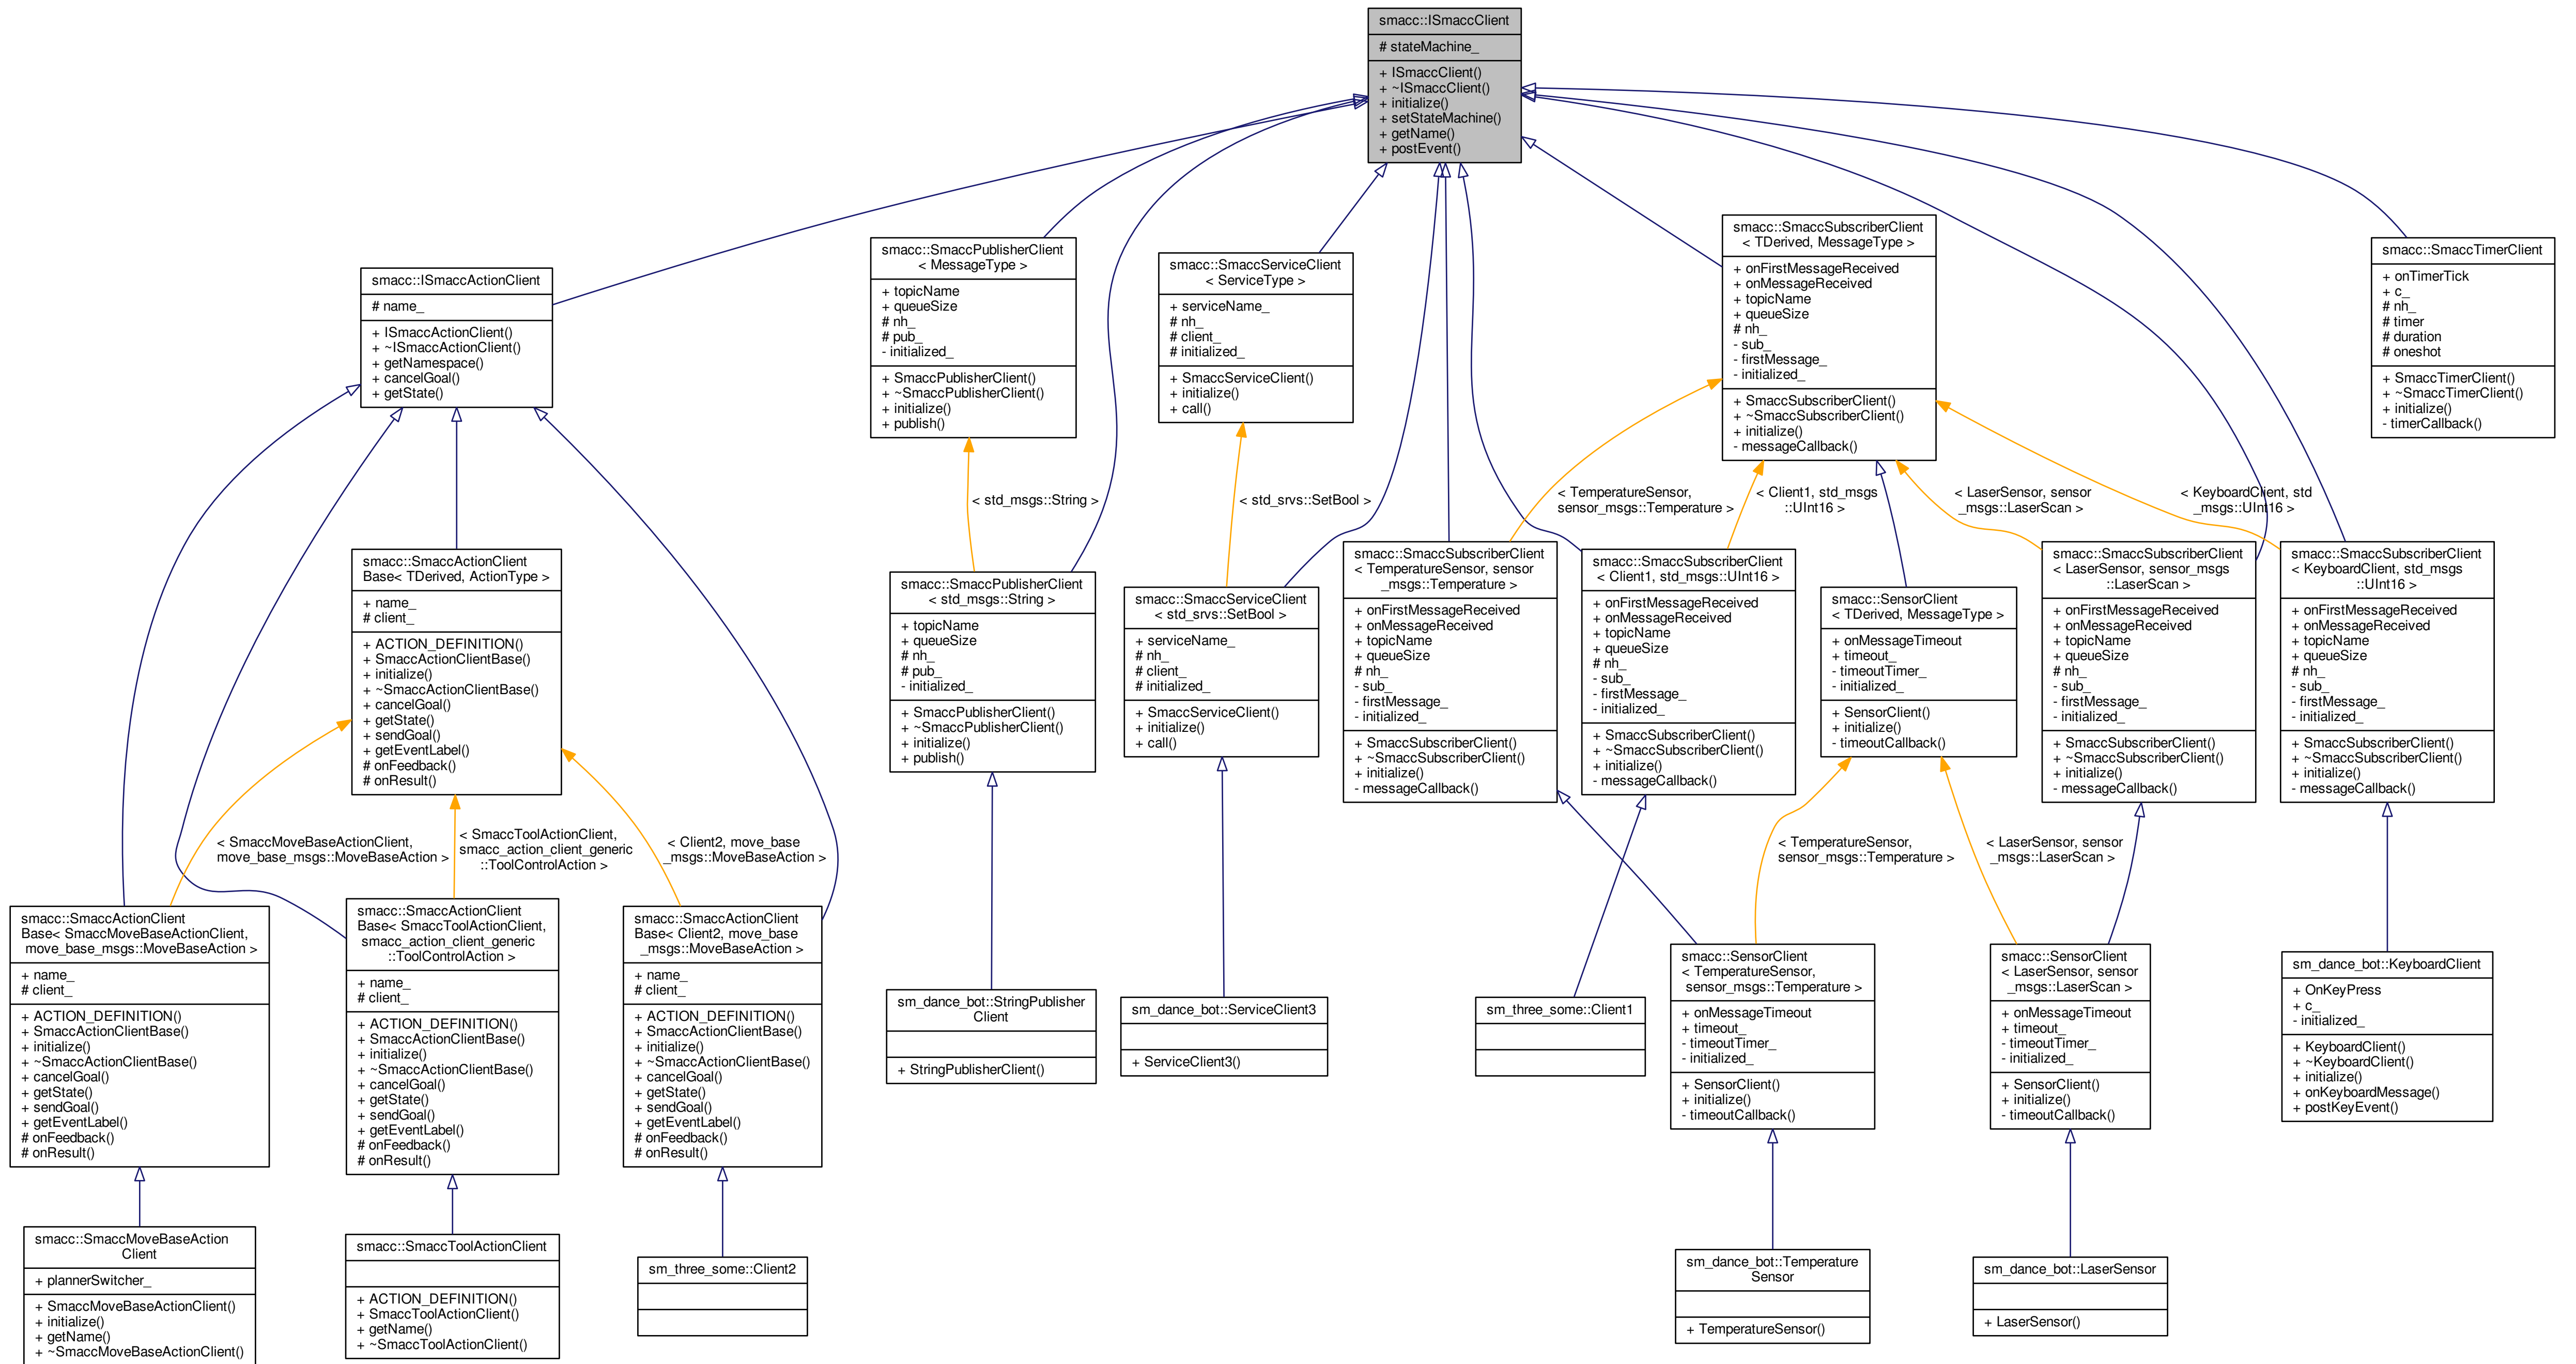 smacc::ISmaccClient
# stateMachine_
+ ISmaccClient()
+ ~ISmaccClient()
+ initialize()
+ setStateMachine()
+ getName()
+ postEvent()
smacc::ISmaccActionClient
# name_
+ ISmaccActionClient()
+ ~ISmaccActionClient()
+ getNamespace()
+ cancelGoal()
+ getState()
smacc::SmaccPublisherClient
< MessageType >
+ topicName
+ queueSize
# nh_
# pub_
- initialized_
+ SmaccPublisherClient()
+ ~SmaccPublisherClient()
+ initialize()
+ publish()
smacc::SmaccServiceClient
< ServiceType >
+ serviceName_
# nh_
# client_
# initialized_
+ SmaccServiceClient()
+ initialize()
+ call()
smacc::SmaccSubscriberClient
< TDerived, MessageType >
+ onFirstMessageReceived
+ onMessageReceived
+ topicName
+ queueSize
# nh_
- sub_
- firstMessage_
- initialized_
+ SmaccSubscriberClient()
+ ~SmaccSubscriberClient()
+ initialize()
- messageCallback()
smacc::SmaccTimerClient
+ onTimerTick
+ c_
# nh_
# timer
# duration
# oneshot
+ SmaccTimerClient()
+ ~SmaccTimerClient()
+ initialize()
- timerCallback()
< std_msgs::String >
< std_srvs::SetBool >
< TemperatureSensor,
sensor_msgs::Temperature >
< Client1, std_msgs
::UInt16 >
< LaserSensor, sensor
_msgs::LaserScan >
< KeyboardClient, std
_msgs::UInt16 >
smacc::SmaccActionClient
Base< TDerived, ActionType >
+ name_
# client_
+ ACTION_DEFINITION()
+ SmaccActionClientBase()
+ initialize()
+ ~SmaccActionClientBase()
+ cancelGoal()
+ getState()
+ sendGoal()
+ getEventLabel()
# onFeedback()
# onResult()
smacc::SmaccPublisherClient
< std_msgs::String >
+ topicName
+ queueSize
# nh_
# pub_
- initialized_
+ SmaccPublisherClient()
+ ~SmaccPublisherClient()
+ initialize()
+ publish()
smacc::SmaccServiceClient
< std_srvs::SetBool >
+ serviceName_
# nh_
# client_
# initialized_
+ SmaccServiceClient()
+ initialize()
+ call()
smacc::SmaccSubscriberClient
< TemperatureSensor, sensor
_msgs::Temperature >
+ onFirstMessageReceived
+ onMessageReceived
+ topicName
+ queueSize
# nh_
- sub_
- firstMessage_
- initialized_
+ SmaccSubscriberClient()
+ ~SmaccSubscriberClient()
+ initialize()
- messageCallback()
smacc::SmaccSubscriberClient
< Client1, std_msgs::UInt16 >
+ onFirstMessageReceived
+ onMessageReceived
+ topicName
+ queueSize
# nh_
- sub_
- firstMessage_
- initialized_
+ SmaccSubscriberClient()
+ ~SmaccSubscriberClient()
+ initialize()
- messageCallback()
smacc::SensorClient
< TDerived, MessageType >
+ onMessageTimeout
+ timeout_
- timeoutTimer_
- initialized_
+ SensorClient()
+ initialize()
- timeoutCallback()
smacc::SmaccSubscriberClient
< LaserSensor, sensor_msgs
::LaserScan >
+ onFirstMessageReceived
+ onMessageReceived
+ topicName
+ queueSize
# nh_
- sub_
- firstMessage_
- initialized_
+ SmaccSubscriberClient()
+ ~SmaccSubscriberClient()
+ initialize()
- messageCallback()
smacc::SmaccSubscriberClient
< KeyboardClient, std_msgs
::UInt16 >
+ onFirstMessageReceived
+ onMessageReceived
+ topicName
+ queueSize
# nh_
- sub_
- firstMessage_
- initialized_
+ SmaccSubscriberClient()
+ ~SmaccSubscriberClient()
+ initialize()
- messageCallback()
< SmaccMoveBaseActionClient,
move_base_msgs::MoveBaseAction >
< SmaccToolActionClient,
smacc_action_client_generic
::ToolControlAction >
< Client2, move_base
_msgs::MoveBaseAction >
< TemperatureSensor,
sensor_msgs::Temperature >
< LaserSensor, sensor
_msgs::LaserScan >
smacc::SmaccActionClient
Base< SmaccMoveBaseActionClient,
move_base_msgs::MoveBaseAction >
+ name_
# client_
+ ACTION_DEFINITION()
+ SmaccActionClientBase()
+ initialize()
+ ~SmaccActionClientBase()
+ cancelGoal()
+ getState()
+ sendGoal()
+ getEventLabel()
# onFeedback()
# onResult()
smacc::SmaccActionClient
Base< SmaccToolActionClient,
smacc_action_client_generic
::ToolControlAction >
+ name_
# client_
+ ACTION_DEFINITION()
+ SmaccActionClientBase()
+ initialize()
+ ~SmaccActionClientBase()
+ cancelGoal()
+ getState()
+ sendGoal()
+ getEventLabel()
# onFeedback()
# onResult()
smacc::SmaccActionClient
Base< Client2, move_base
_msgs::MoveBaseAction >
+ name_
# client_
+ ACTION_DEFINITION()
+ SmaccActionClientBase()
+ initialize()
+ ~SmaccActionClientBase()
+ cancelGoal()
+ getState()
+ sendGoal()
+ getEventLabel()
# onFeedback()
# onResult()
sm_dance_bot::StringPublisher
Client
+ StringPublisherClient()
sm_dance_bot::ServiceClient3
+ ServiceClient3()
sm_three_some::Client1
smacc::SensorClient
< TemperatureSensor,
sensor_msgs::Temperature >
+ onMessageTimeout
+ timeout_
- timeoutTimer_
- initialized_
+ SensorClient()
+ initialize()
- timeoutCallback()
smacc::SensorClient
< LaserSensor, sensor
_msgs::LaserScan >
+ onMessageTimeout
+ timeout_
- timeoutTimer_
- initialized_
+ SensorClient()
+ initialize()
- timeoutCallback()
sm_dance_bot::KeyboardClient
+ OnKeyPress
+ c_
- initialized_
+ KeyboardClient()
+ ~KeyboardClient()
+ initialize()
+ onKeyboardMessage()
+ postKeyEvent()
smacc::SmaccMoveBaseAction
Client
+ plannerSwitcher_
+ SmaccMoveBaseActionClient()
+ initialize()
+ getName()
+ ~SmaccMoveBaseActionClient()
smacc::SmaccToolActionClient
+ ACTION_DEFINITION()
+ SmaccToolActionClient()
+ getName()
+ ~SmaccToolActionClient()
sm_three_some::Client2
sm_dance_bot::Temperature
Sensor
+ TemperatureSensor()
sm_dance_bot::LaserSensor
+ LaserSensor()